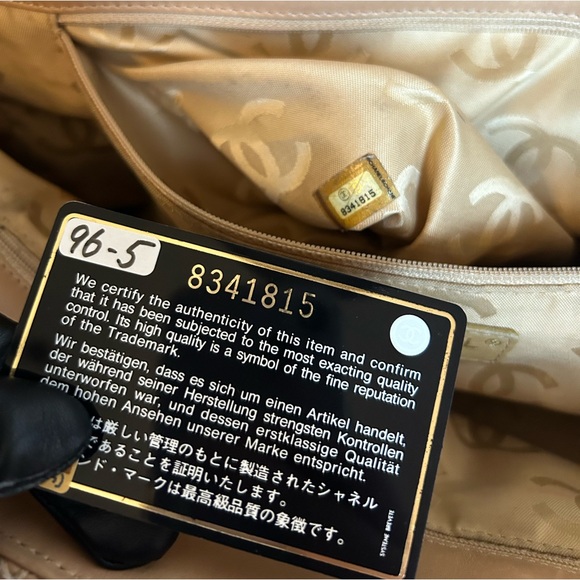 8341815
96-5
8341815
We certify the authenticity of this item and confirm
that it has been subjected to the most exacting quality
control. Its high quality is a symbol of the fine reputation
of the Trademark.
Wir bestätigen, dass es sich um einen Artikel handelt,
der während seiner Herstellung strengsten Kontrollen
unterworfen war, und dessen erstklassige Qualität
dem hohen Ansehen unserer Marke entspricht.
は厳しい管理のもとに製造されたシャネル
であることを証明いたします。
ンド・マークは最高級品質の象徴です。
SYSTEME BREVETE